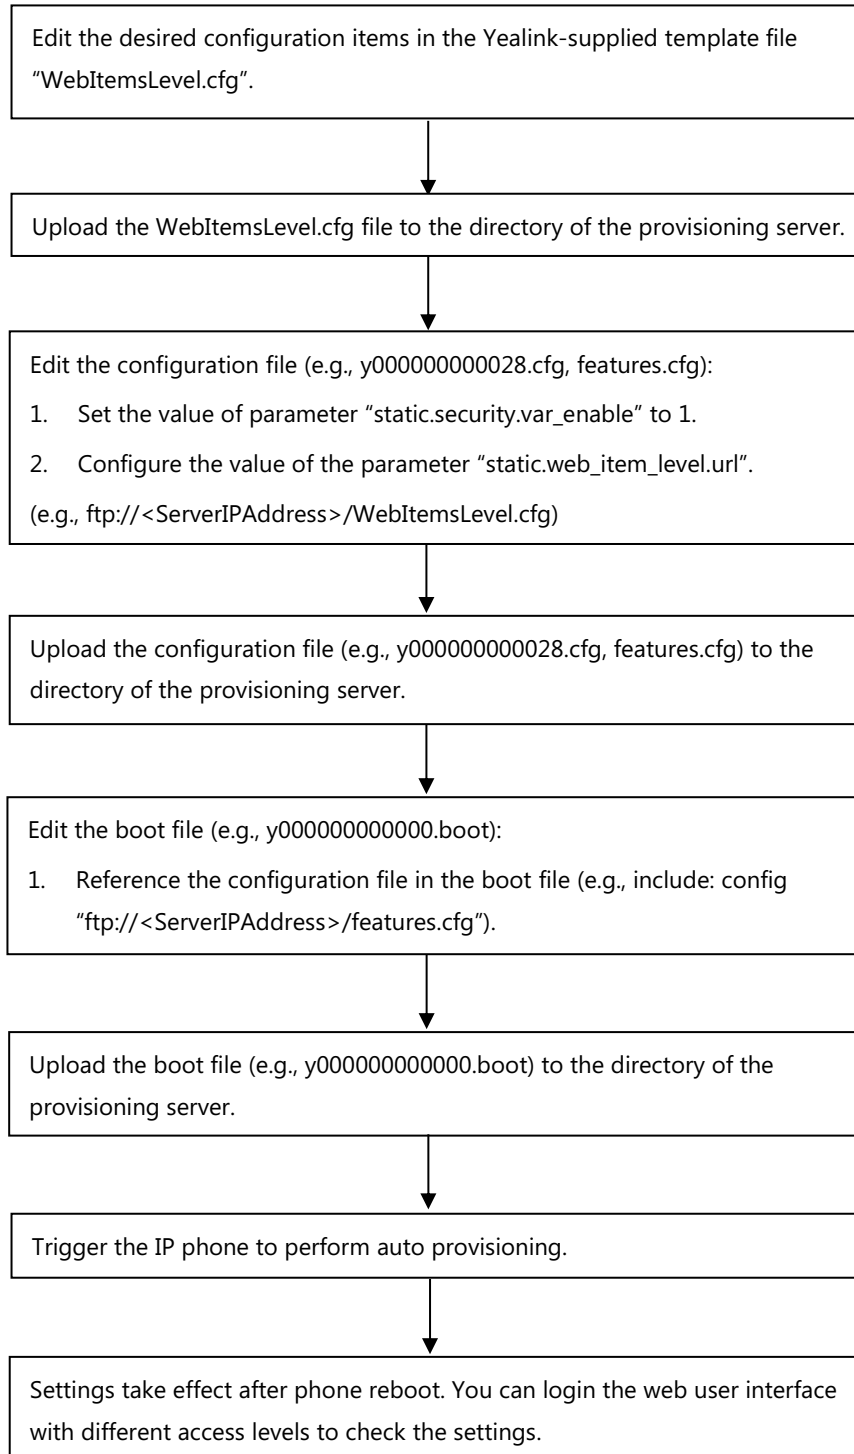 Edit the desired configuration items in the Yealink-supplied template file
“WebItemsLevel.cfg”.
Upload the WebItemsLevel.cfg file to the directory of the provisioning server.
Edit the configuration file (e.g., y000000000028.cfg, features.cfg):
1. Set the value of parameter “static.security.var_enable” to 1.
2. Configure the value of the parameter “static.web_item_level.url”.
(e.g., ftp://<ServerIPAddress>/WebItemsLevel.cfg)
Upload the configuration file (e.g., y000000000028.cfg, features.cfg) to the
directory of the provisioning server.
Edit the boot file (e.g., y000000000000.boot):
1. Reference the configuration file in the boot file (e.g., include: config
“ftp://<ServerIPAddress>/features.cfg”).
Upload the boot file (e.g., y000000000000.boot) to the directory of the
provisioning server.
Trigger the IP phone to perform auto provisioning.
Settings take effect after phone reboot. You can login the web user interface
with different access levels to check the settings.